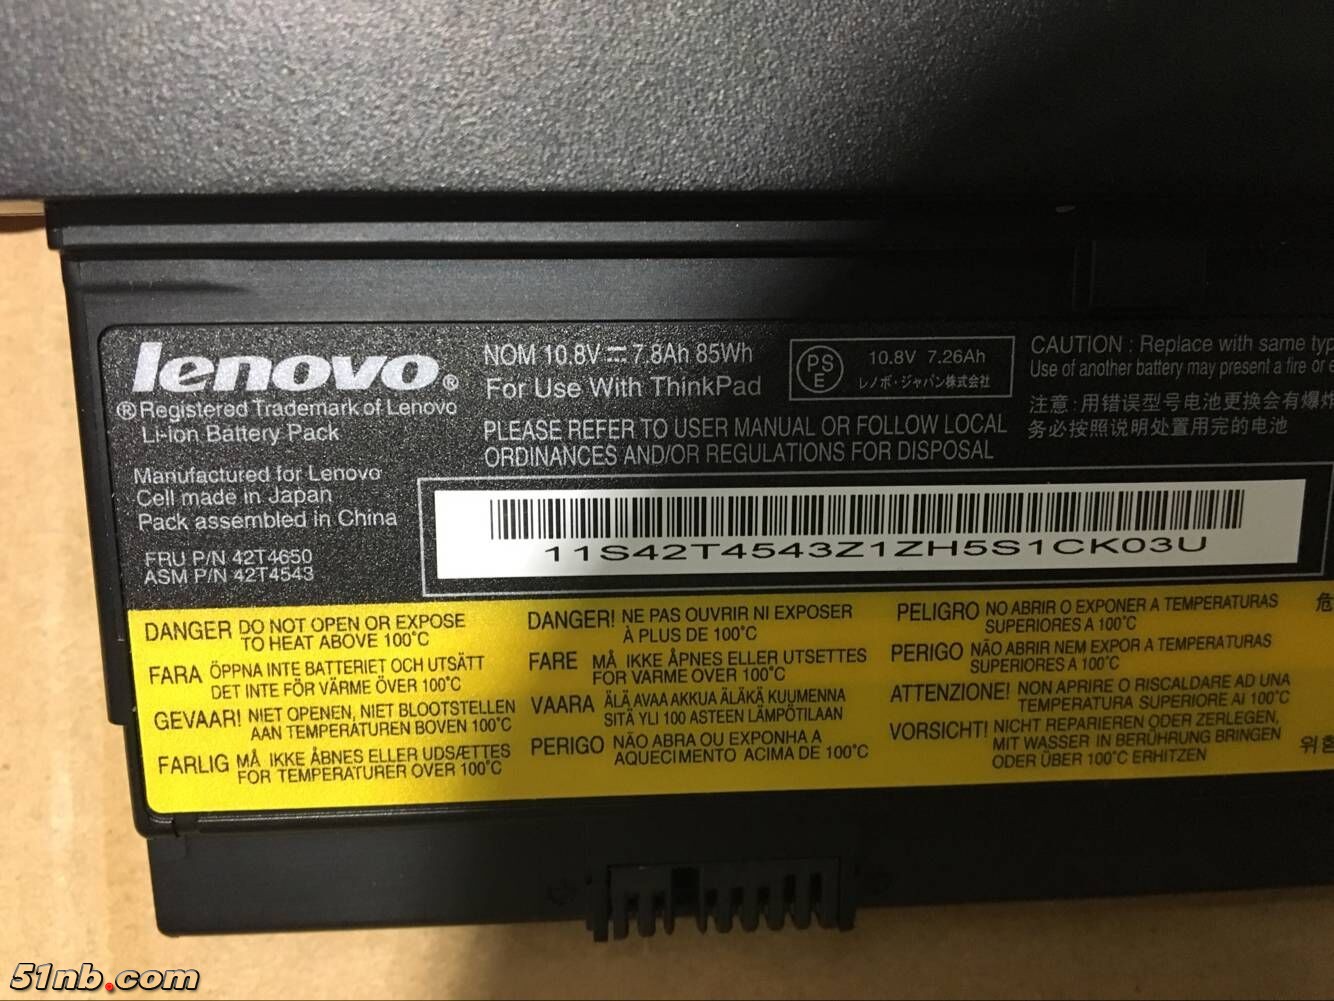 lenovo®
®Registered Trademark of Lenovo
Li-ion Battery Pack
Manufactured for Lenovo
Cell made in Japan
Pack assembled in China
FRU P/N 42T4650
ASM P/N 42T4543
NOM 10.8V ⎓ 7.8Ah 85Wh
For Use With ThinkPad
PS
E
10.8V 7.26Ah
レノボ・ジャパン株式会社
PLEASE REFER TO USER MANUAL OR FOLLOW LOCAL
ORDINANCES AND/OR REGULATIONS FOR DISPOSAL
CAUTION : Replace with same
Use of another battery may present a fire or
注意:用错误型号电池更换会有爆炸
务必按照说明处置用完的电池
11S42T4543Z1ZH5S1CK03U
DANGER DO NOT OPEN OR EXPOSE
TO HEAT ABOVE 100°C
FARA ÖPPNA INTE BATTERIET OCH UTSÄTT
DET INTE FÖR VÄRME ÖVER 100°C
GEVAAR! NIET OPENEN, NIET BLOOTSTELLEN
AAN TEMPERATUREN BOVEN 100°C
FARLIG MÅ IKKE ÅBNES ELLER UDSÆTTES
FOR TEMPERATURER OVER 100°C
DANGER! NE PAS OUVRIR NI EXPOSER
À PLUS DE 100°C
FARE MÅ IKKE ÅPNES ELLER UTSETTES
FOR VARME OVER 100°C
VAARA ÄLÄ AVAA AKKUA ÄLÄKÄ KUUMENNA
SITÄ YLI 100 ASTEEN LÄMPÖTILAAN
PERIGO NÃO ABRA OU EXPONHA A
AQUECIMENTO ACIMA DE 100°C
PELIGRO NO ABRIR O EXPONER A TEMPERATURAS
SUPERIORES A 100°C
PERIGO NÃO ABRIR NEM EXPOR A TEMPERATURAS
SUPERIORES A 100°C
ATTENZIONE! NON APRIRE O RISCALDARE AD UNA
TEMPERATURA SUPERIORE AI 100°C
VORSICHT! NICHT REPARIEREN ODER ZERLEGEN,
MIT WASSER IN BERÜHRUNG BRINGEN
ODER ÜBER 100°C ERHITZEN
危
위험
51nb.com